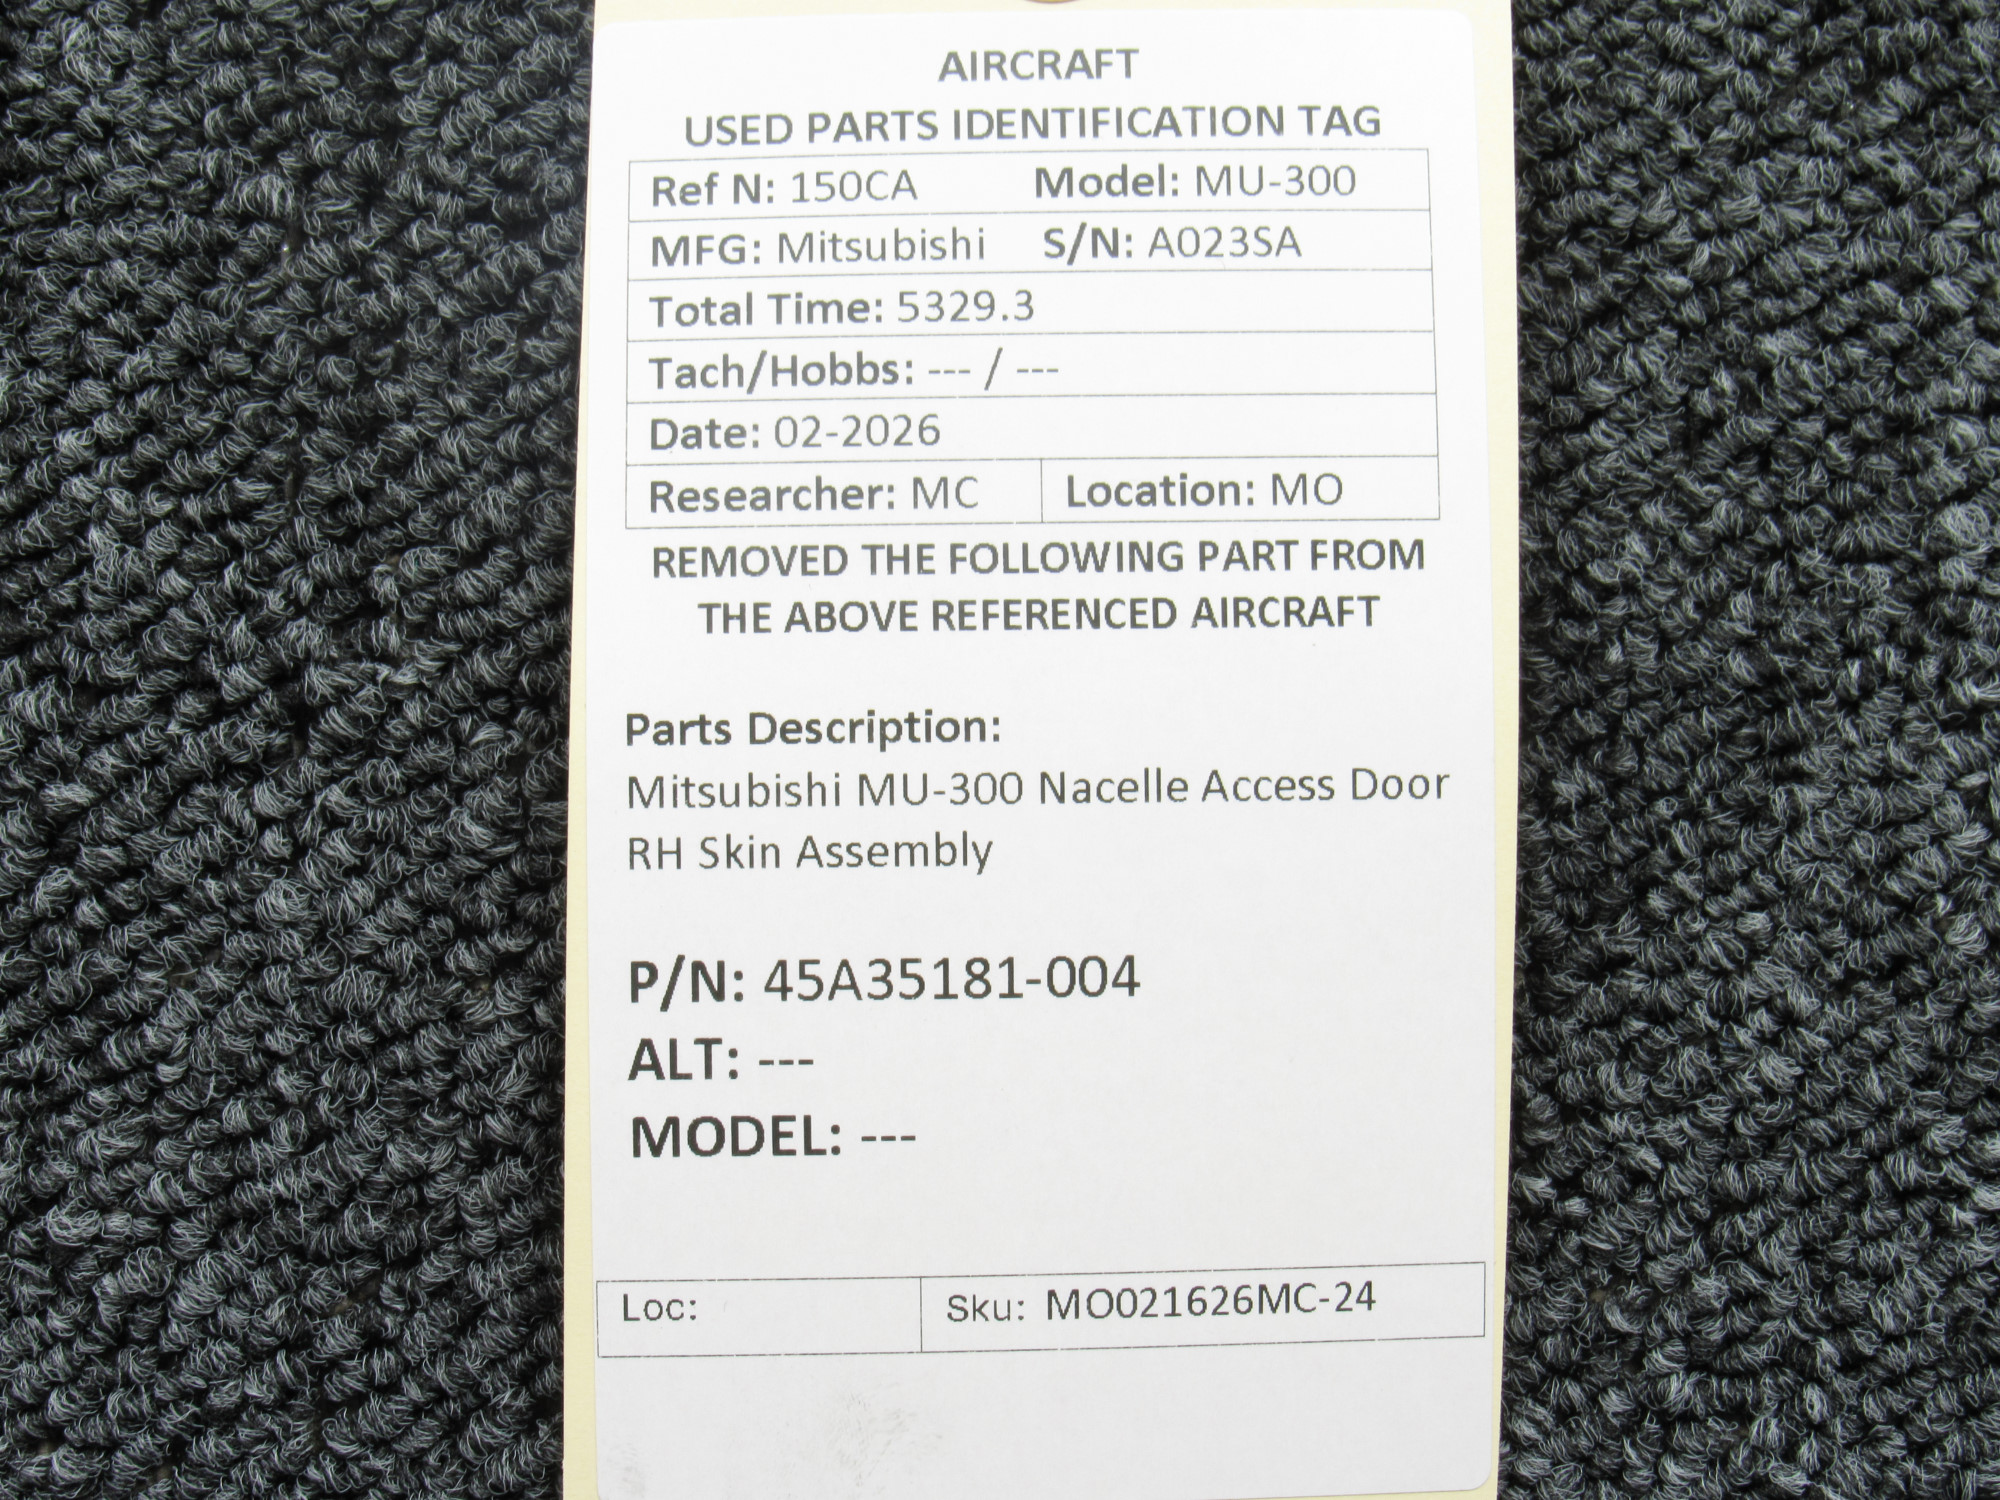 AIRCRAFT
USED PARTS IDENTIFICATION TAG
Ref N: 150CA Model: MU-300
MFG: Mitsubishi S/N: A023SA
Total Time: 5329.3
Tach/Hobbs: --- / ---
Date: 02-2026
Researcher: MC Location: MO
REMOVED THE FOLLOWING PART FROM
THE ABOVE REFERENCED AIRCRAFT
Parts Description:
Mitsubishi MU-300 Nacelle Access Door
RH Skin Assembly
P/N: 45A35181-004
ALT: ---
MODEL: ---
Loc: Sku: MO021626MC-24